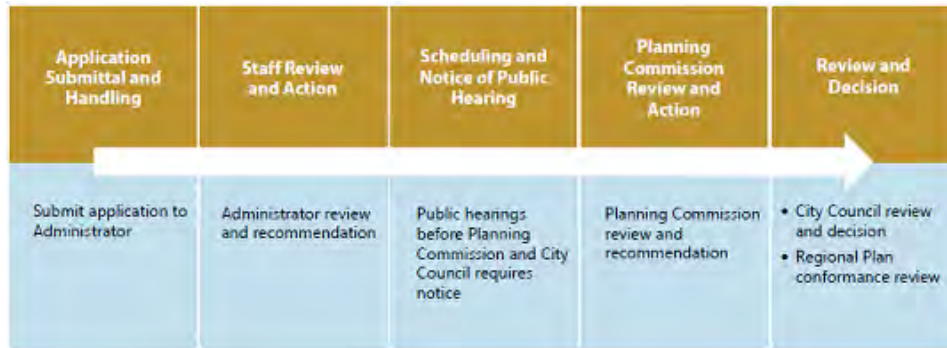 Application
Submittal and
Handling
Staff Review
and Action
Scheduling and
Notice of Public
Hearing
Planning
Commission
Review and
Action
Review and
Decision
Submit application to
Administrator
Administrator review
and recommendation
Public hearings
before Planning
Commission and City
Council requires
notice
Planning Commission
review and
recommendation
• City Council review
and decision
• Regional Plan
conformance review